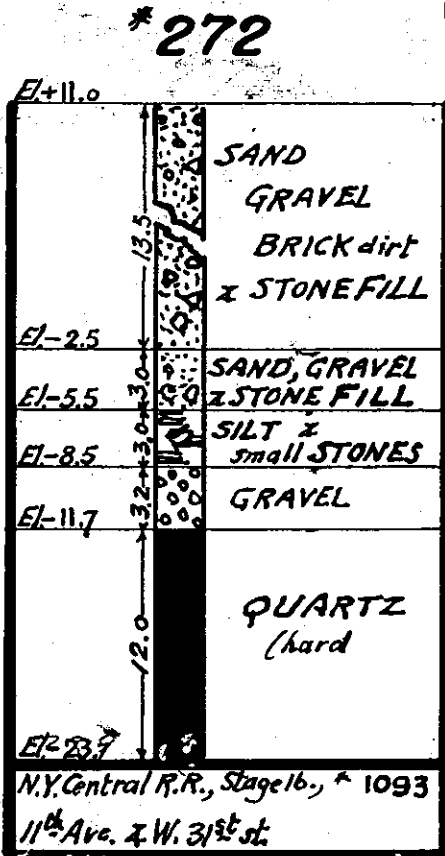 #272
El.+11.0
13.5
SAND
GRAVEL
BRICK dirt
& STONE FILL
El.-2.5
3.0
SAND, GRAVEL
& STONE FILL
El.-5.5
3.0
SILT &
small STONES
El.-8.5
3.2
GRAVEL
El.-11.7
12.0
QUARTZ
(hard
El.-23.7
N.Y. Central R.R., Stage 1b., # 1093
11th Ave. & W. 31st st.